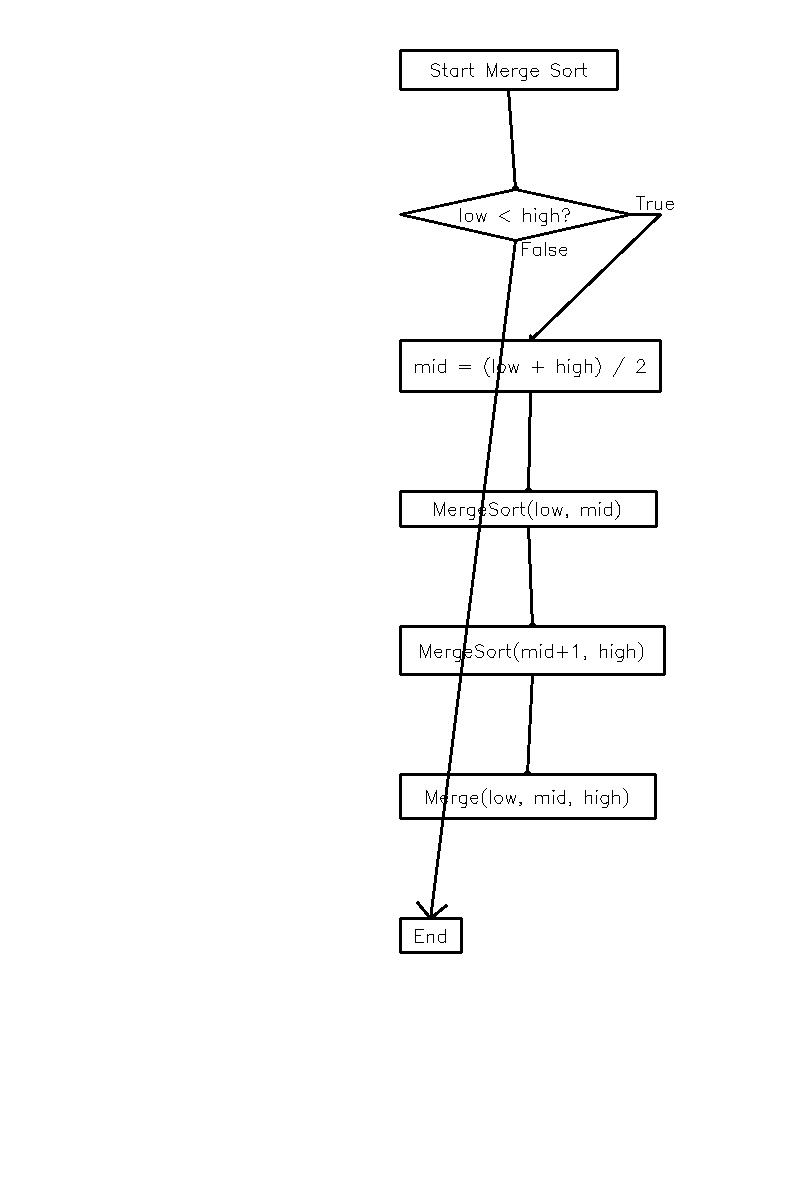 Start Merge Sort
True
low < high?
False
mid = (low + high) / 2
MergeSort(low, mid)
MergeSort(mid+1, high)
Merge(low, mid, high)
End